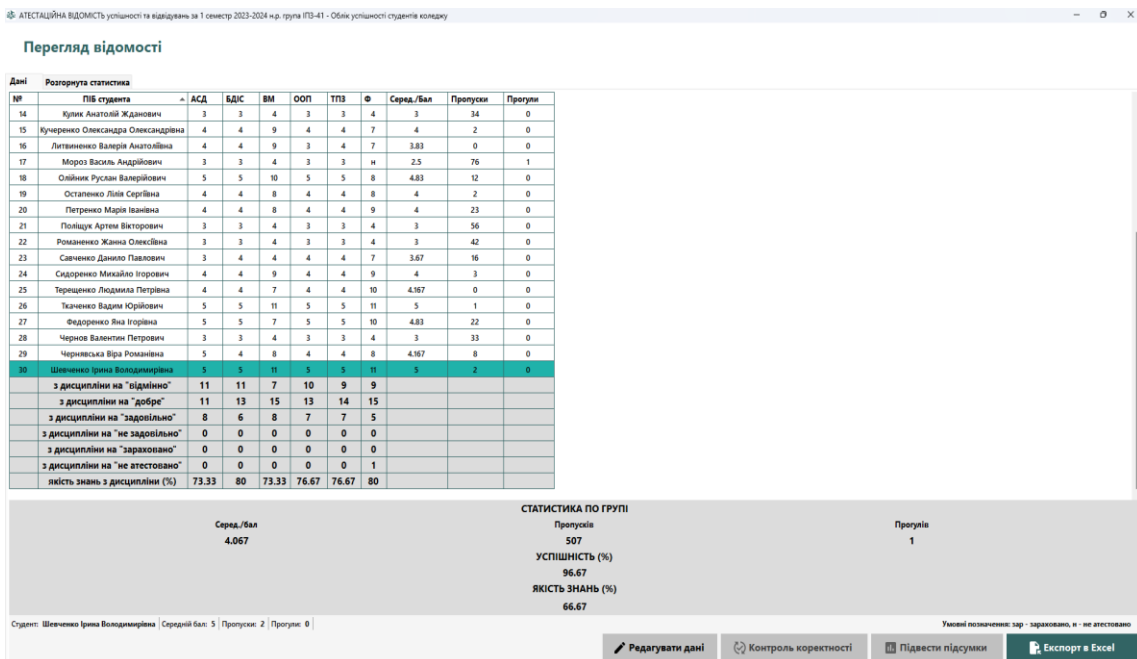 АТЕСТАЦІЙНА ВІДОМІСТЬ успішності та відвідувань за 1 семестр 2023-2024 н.р. група ІПЗ-41 - Облік успішності студентів коледжу
Перегляд відомості
Дані Розгорнута статистика
№ ПІБ студента АСД БДІС ВМ ООП ТПЗ Ф Серед./Бал Пропуски Прогули
14 Кулик Анатолій Жданович 3 3 4 3 3 4 3 34 0
15 Кучеренко Олександра Олександрівна 4 4 9 4 4 7 4 2 0
16 Литвиненко Валерія Анатоліївна 4 4 9 3 4 7 3.83 0 0
17 Мороз Василь Андрійович 3 3 4 3 3 н 2.5 76 1
18 Олійник Руслан Валерійович 5 5 10 5 5 8 4.83 12 0
19 Остапенко Лілія Сергіївна 4 4 8 4 4 8 4 2 0
20 Петренко Марія Іванівна 4 4 8 4 4 9 4 23 0
21 Поліщук Артем Вікторович 3 3 4 3 3 4 3 56 0
22 Романенко Жанна Олексіївна 3 3 4 3 3 4 3 42 0
23 Савченко Данило Павлович 3 4 4 4 4 7 3.67 16 0
24 Сидоренко Михайло Ігорович 4 4 9 4 4 9 4 3 0
25 Терещенко Людмила Петрівна 4 4 7 4 4 10 4.167 0 0
26 Ткаченко Вадим Юрійович 5 5 11 5 5 11 5 1 0
27 Федоренко Яна Ігорівна 5 5 7 5 5 10 4.83 22 0
28 Чернов Валентин Петрович 3 3 4 3 3 4 3 33 0
29 Чернявська Віра Романівна 5 4 8 4 4 8 4.167 8 0
30 Шевченко Ірина Володимирівна 5 5 11 5 5 11 5 2 0
з дисципліни на "відмінно" 11 11 7 10 9 9
з дисципліни на "добре" 11 13 15 13 14 15
з дисципліни на "задовільно" 8 6 8 7 7 5
з дисципліни на "не задовільно" 0 0 0 0 0 0
з дисципліни на "зараховано" 0 0 0 0 0 0
з дисципліни на "не атестовано" 0 0 0 0 0 1
якість знань з дисципліни (%) 73.33 80 73.33 76.67 76.67 80
СТАТИСТИКА ПО ГРУПІ
Серед./бал Пропусків Прогулів
4.067 507 1
УСПІШНІСТЬ (%)
96.67
ЯКІСТЬ ЗНАНЬ (%)
66.67
Студент: Шевченко Ірина Володимирівна Середній бал: 5 Пропуски: 2 Прогули: 0 Умовні позначення: зар - зараховано, н - не атестовано
Редагувати дані Контроль коректності Підвести підсумки Експорт в Excel